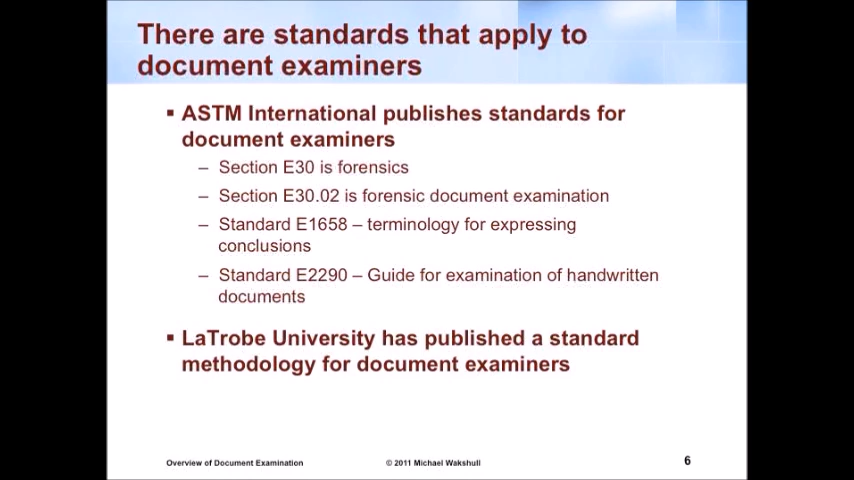 There are standards that apply to
document examiners
▪ ASTM International publishes standards for
document examiners
– Section E30 is forensics
– Section E30.02 is forensic document examination
– Standard E1658 – terminology for expressing
conclusions
– Standard E2290 – Guide for examination of handwritten
documents
▪ LaTrobe University has published a standard
methodology for document examiners
Overview of Document Examination © 2011 Michael Wakshull 6